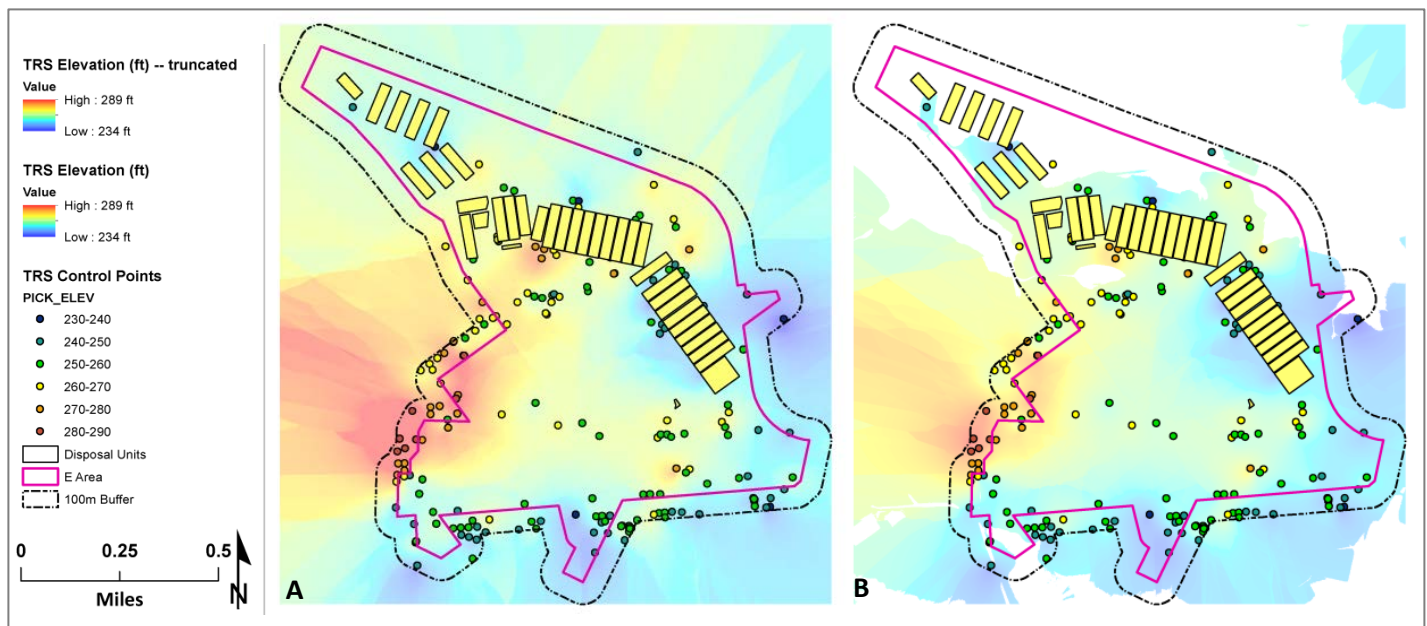 TRS Elevation (ft) -- truncated
Value
High : 289 ft
Low : 234 ft
TRS Elevation (ft)
Value
High : 289 ft
Low : 234 ft
TRS Control Points
PICK_ELEV
230-240
240-250
250-260
260-270
270-280
280-290
Disposal Units
E Area
100m Buffer
0 0.25 0.5
Miles
N
A
B